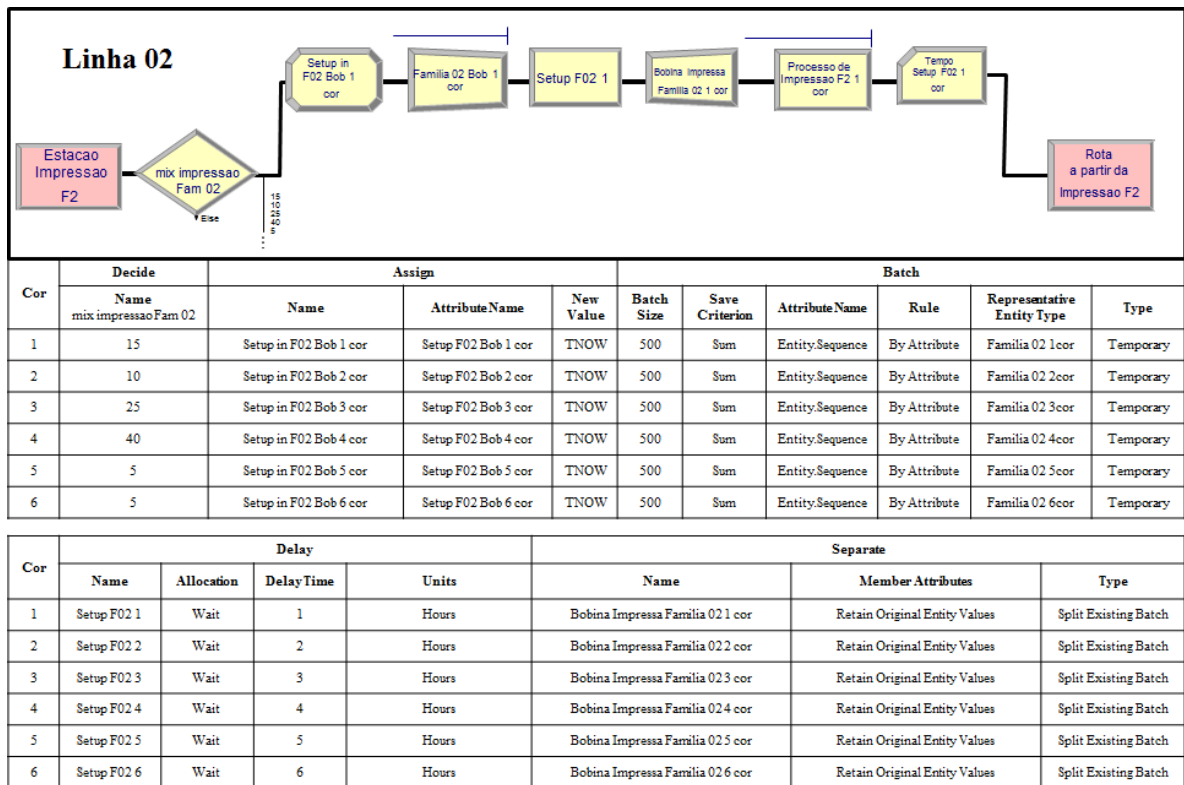 Linha 02
Estacao
Impressao
F2
mix impressao
Fam 02
Else
15
10
25
40
5
Setup in
F02 Bob 1
cor
Familia 02 Bob 1
cor
Setup F02 1
Bobina Impressa
Familia 02 1 cor
Processo de
Impressao F2 1
cor
Tempo
Setup F02 1
cor
Rota
a partir da
Impressao F2
Cor Decide Assign Batch
Name mix impressao Fam 02 Name Attribute Name New Value Batch Size Save Criterion Attribute Name Rule Representative Entity Type Type
1 15 Setup in F02 Bob 1 cor Setup F02 Bob 1 cor TNOW 500 Sum Entity.Sequence By Attribute Familia 02 1cor Temporary
2 10 Setup in F02 Bob 2 cor Setup F02 Bob 2 cor TNOW 500 Sum Entity.Sequence By Attribute Familia 02 2cor Temporary
3 25 Setup in F02 Bob 3 cor Setup F02 Bob 3 cor TNOW 500 Sum Entity.Sequence By Attribute Familia 02 3cor Temporary
4 40 Setup in F02 Bob 4 cor Setup F02 Bob 4 cor TNOW 500 Sum Entity.Sequence By Attribute Familia 02 4cor Temporary
5 5 Setup in F02 Bob 5 cor Setup F02 Bob 5 cor TNOW 500 Sum Entity.Sequence By Attribute Familia 02 5cor Temporary
6 5 Setup in F02 Bob 6 cor Setup F02 Bob 6 cor TNOW 500 Sum Entity.Sequence By Attribute Familia 02 6cor Temporary
Cor Delay Separate
Name Allocation Delay Time Units Name Member Attributes Type
1 Setup F02 1 Wait 1 Hours Bobina Impressa Familia 02 1 cor Retain Original Entity Values Split Existing Batch
2 Setup F02 2 Wait 2 Hours Bobina Impressa Familia 02 2 cor Retain Original Entity Values Split Existing Batch
3 Setup F02 3 Wait 3 Hours Bobina Impressa Familia 02 3 cor Retain Original Entity Values Split Existing Batch
4 Setup F02 4 Wait 4 Hours Bobina Impressa Familia 02 4 cor Retain Original Entity Values Split Existing Batch
5 Setup F02 5 Wait 5 Hours Bobina Impressa Familia 02 5 cor Retain Original Entity Values Split Existing Batch
6 Setup F02 6 Wait 6 Hours Bobina Impressa Familia 02 6 cor Retain Original Entity Values Split Existing Batch